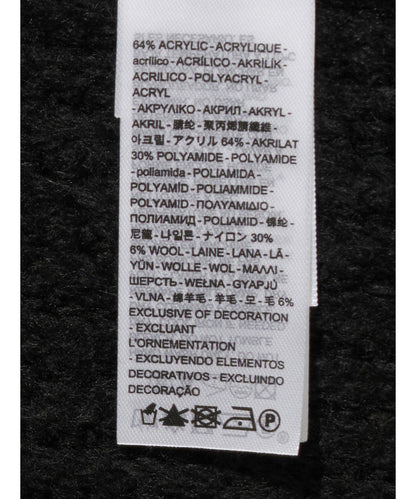 64% ACRYLIC - ACRYLIQUE -
acrílico - ACRÍLICO - AKRİLİK -
ACRILICO - POLYACRYL -
ACRYL
- ΑΚΡΥΛΙΚΟ - АКРИЛ - AKRYL -
AKRIL - 腈纶 - 聚丙烯腈纖維 -
아크릴 - アクリル 64% - AKRILAT
30% POLYAMIDE - POLYAMIDE
- poliamida - POLIAMIDA -
POLYAMİD - POLIAMMIDE -
POLYAMID - ΠΟΛΥΑΜΙΔΙΟ -
ПОЛИАМИД - POLIAMID - 锦纶 -
尼龍 - 나일론 - ナイロン 30%
6% WOOL - LAINE - LANA - LÃ -
YÜN - WOLLE - WOL - ΜΑΛΛΙ -
ШЕРСТЬ - WEŁNA - GYAPJÚ
- VLNA - 绵羊毛 - 羊毛 - 모 - 毛 6%
EXCLUSIVE OF DECORATION
- EXCLUANT
L'ORNEMENTATION
- EXCLUYENDO ELEMENTOS
DECORATIVOS - EXCLUINDO
DECORAÇÃO
P